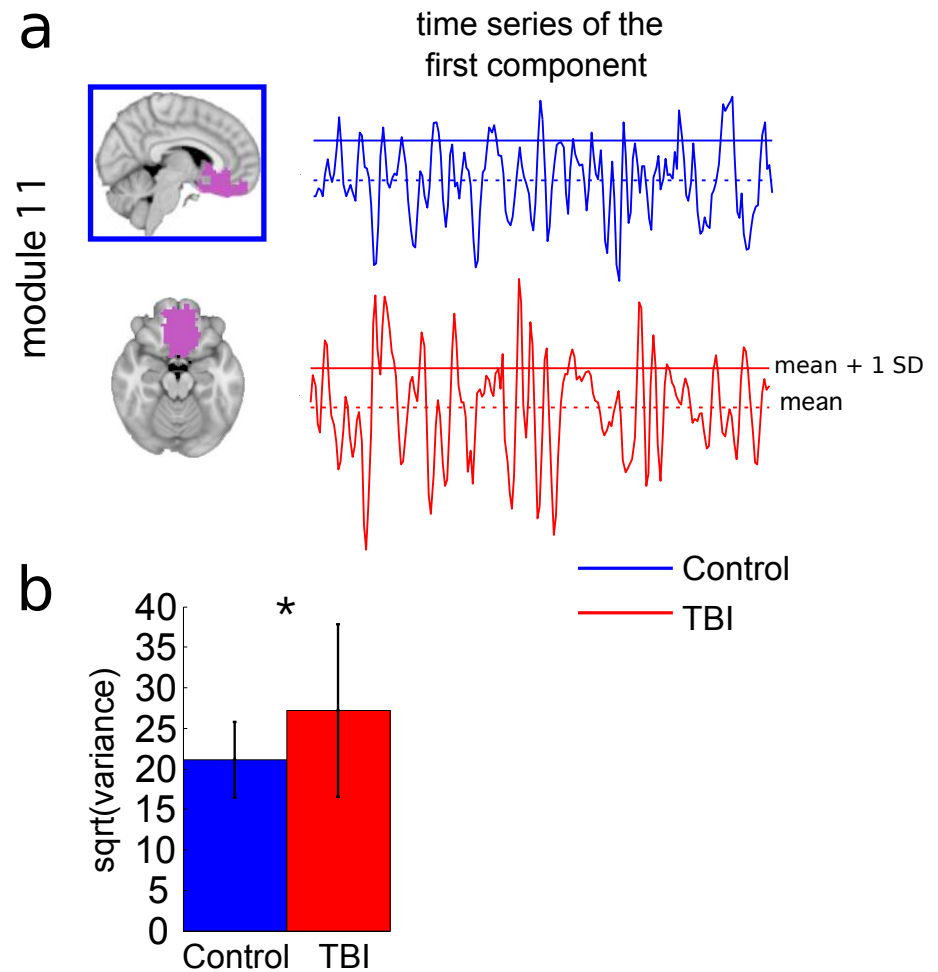 a
time series of the
first component
module 11
mean + 1 SD
mean
Control
TBI
b
*
40
35
30
25
20
15
10
5
0
sqrt(variance)
Control TBI